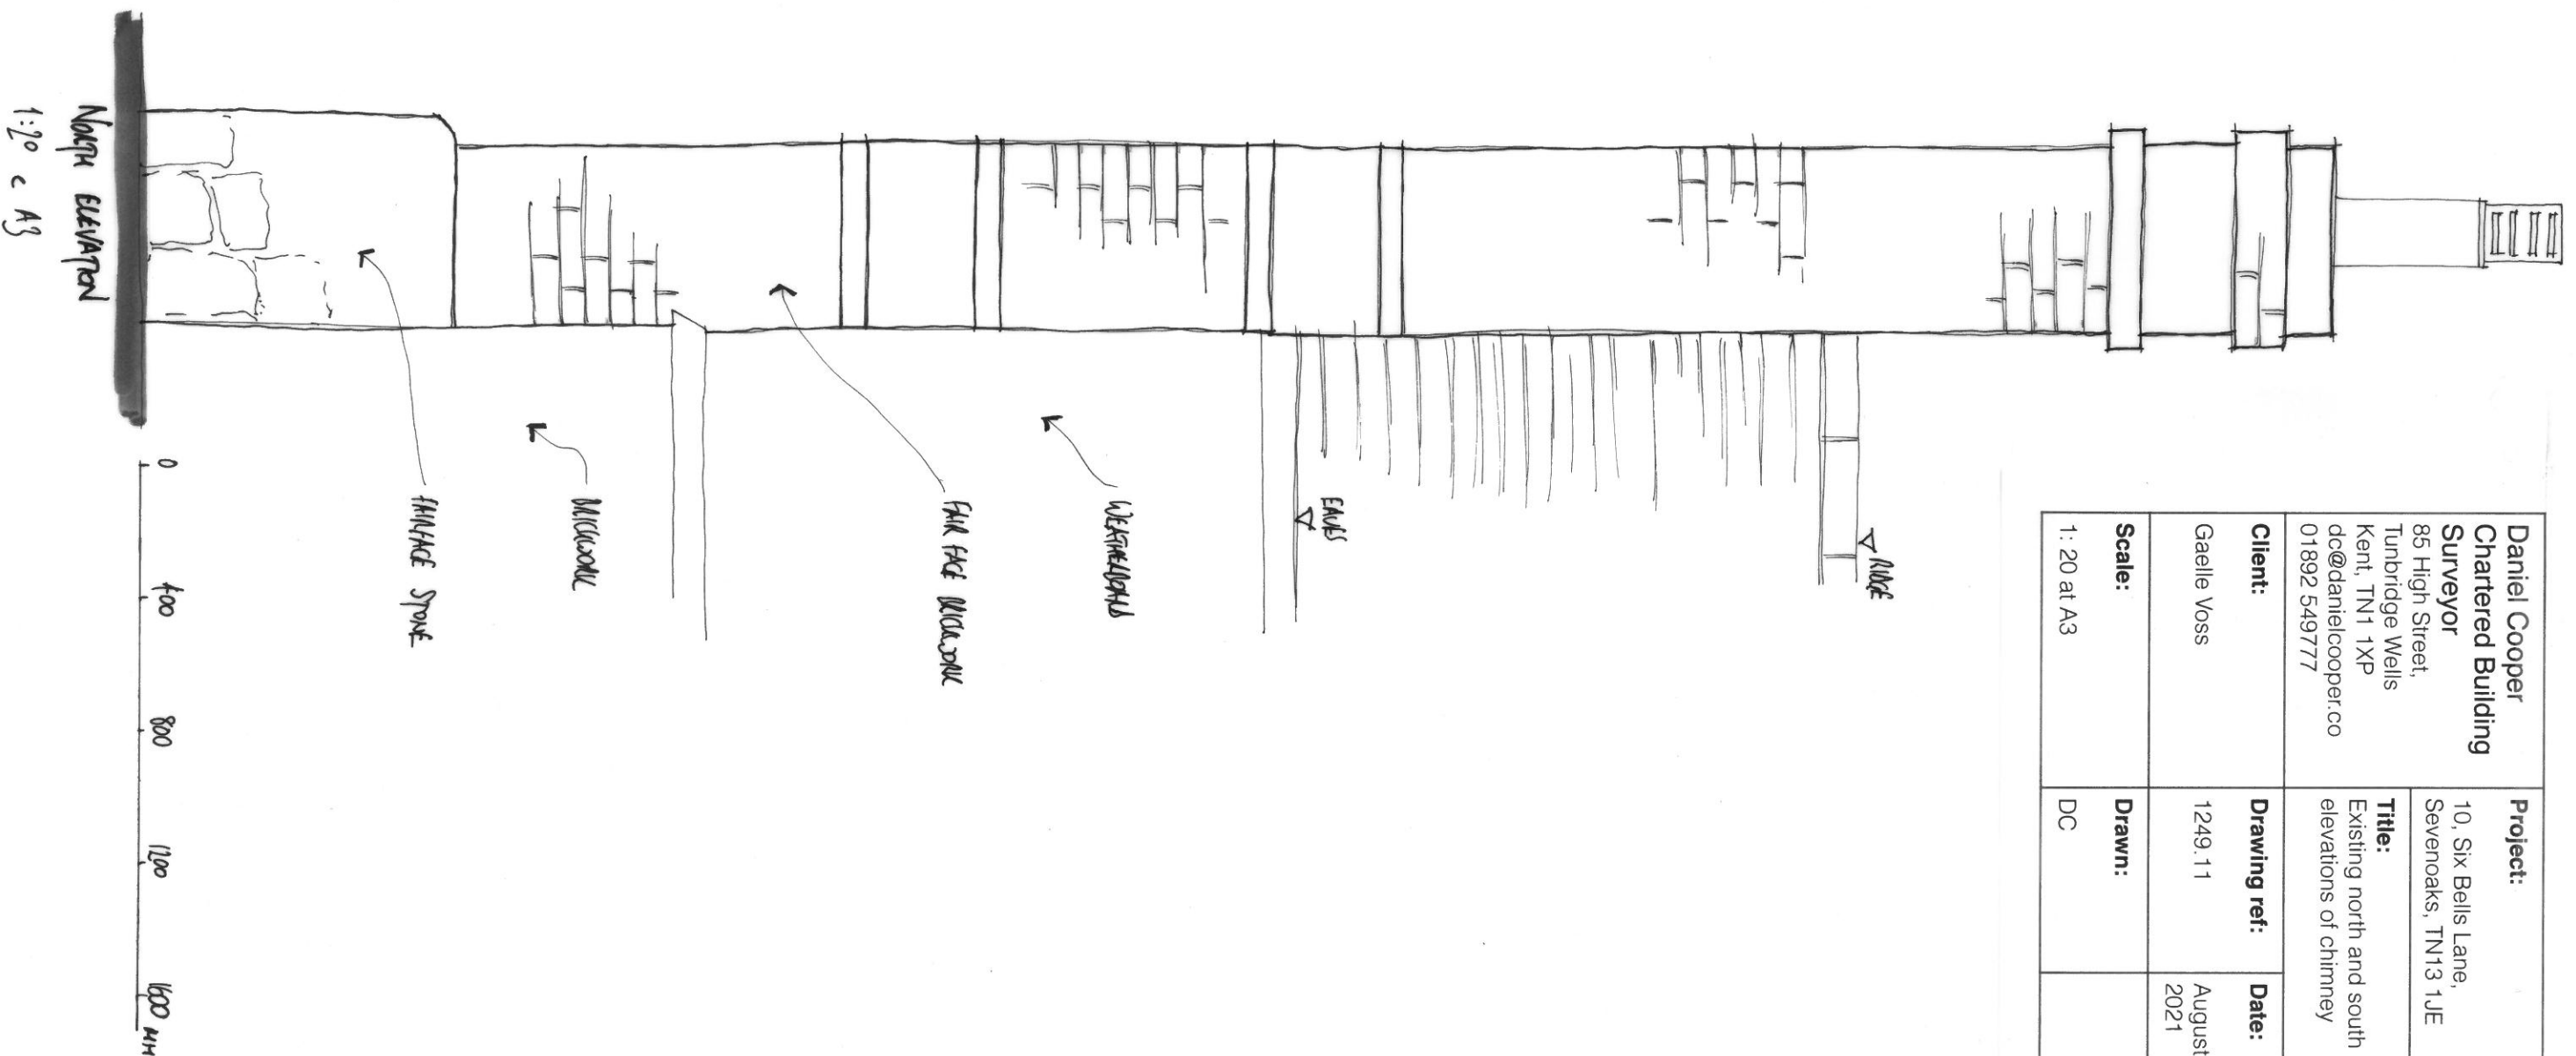 Daniel Cooper
Chartered Building
Surveyor
85 High Street,
Tunbridge Wells
Kent, TN1 1XP
dc@danielcooper.co
01892 549777
Project:
10, Six Bells Lane,
Sevenoaks, TN13 1JE
Title:
Existing north and south
elevations of chimney
Client:
Gaelle Voss
Drawing ref:
1249.11
Date:
August
2021
Scale:
1: 20 at A3
Drawn:
DC
RIDGE
EAVES
WEATHERBOARD
FAIR FACE BRICKWORK
BRICKWORK
FAIRFACE STONE
0 400 800 1200 1600 MM
NORTH ELEVATION
1:20 @ A3